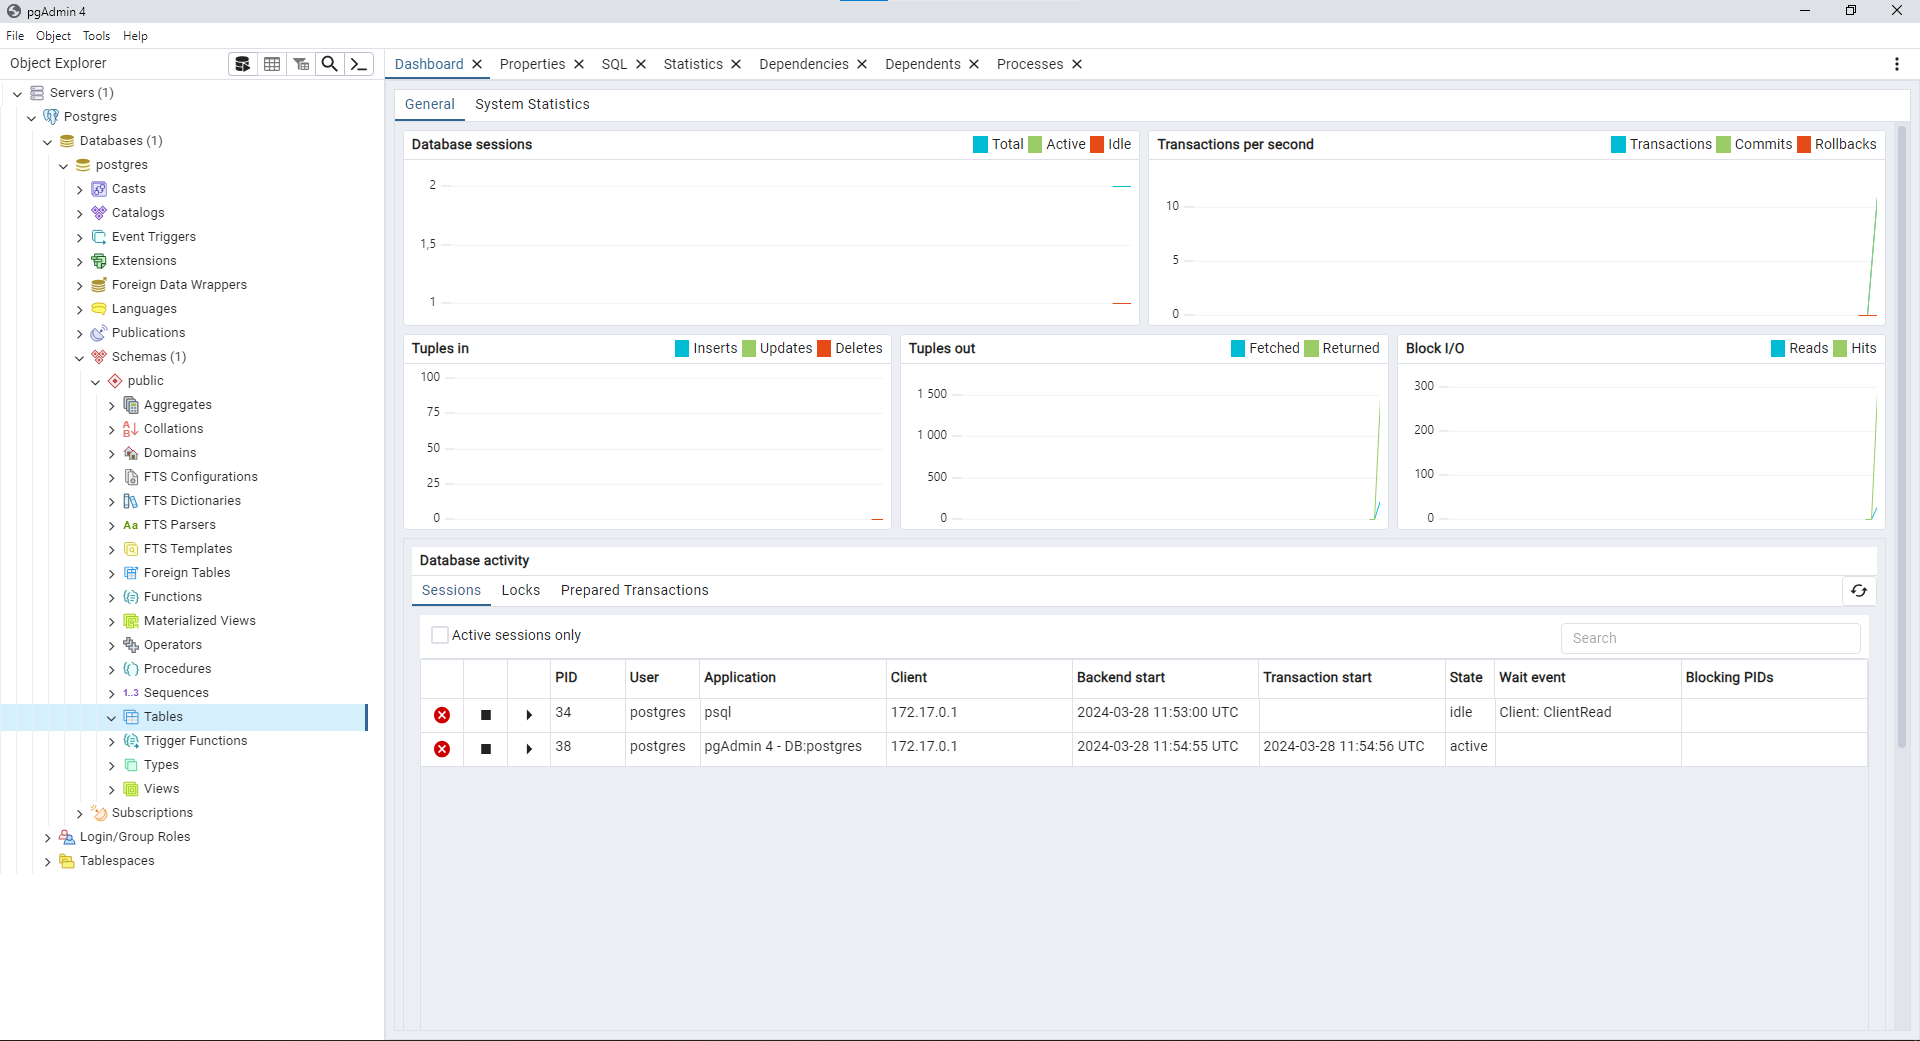 pgAdmin 4
File Object Tools Help
Object Explorer
Dashboard Properties SQL Statistics Dependencies Dependents Processes
Servers (1)
Postgres
Databases (1)
postgres
Casts
Catalogs
Event Triggers
Extensions
Foreign Data Wrappers
Languages
Publications
Schemas (1)
public
Aggregates
Collations
Domains
FTS Configurations
FTS Dictionaries
Aa FTS Parsers
FTS Templates
Foreign Tables
Functions
Materialized Views
Operators
Procedures
1..3 Sequences
Tables
Trigger Functions
Types
Views
Subscriptions
Login/Group Roles
Tablespaces
General System Statistics
Database sessions Total Active Idle
2
1,5
1
Transactions per second Transactions Commits Rollbacks
10
5
0
Tuples in Inserts Updates Deletes
100
75
50
25
0
Tuples out Fetched Returned
1 500
1 000
500
0
Block I/O Reads Hits
300
200
100
0
Database activity
Sessions Locks Prepared Transactions
Active sessions only Search
PID User Application Client Backend start Transaction start State Wait event Blocking PIDs
34 postgres psql 172.17.0.1 2024-03-28 11:53:00 UTC idle Client: ClientRead
38 postgres pgAdmin 4 - DB:postgres 172.17.0.1 2024-03-28 11:54:55 UTC 2024-03-28 11:54:56 UTC active